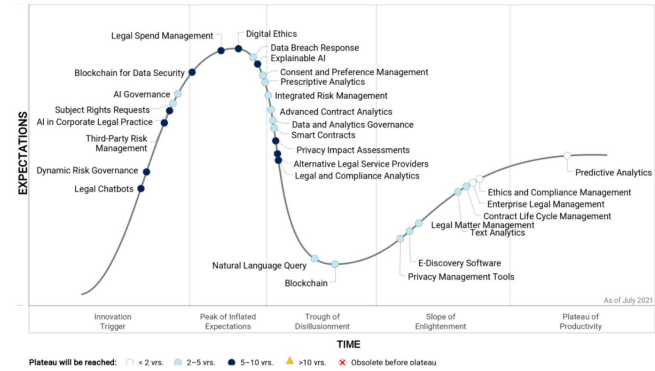 Legal Spend Management
Digital Ethics
Data Breach Response
Explainable AI
Blockchain for Data Security
Consent and Preference Management
Prescriptive Analytics
AI Governance
Integrated Risk Management
Subject Rights Requests
Advanced Contract Analytics
AI in Corporate Legal Practice
Data and Analytics Governance
Smart Contracts
Third-Party Risk
Management
Privacy Impact Assessments
Alternative Legal Service Providers
Dynamic Risk Governance
Legal and Compliance Analytics
Legal Chatbots
Predictive Analytics
Ethics and Compliance Management
Enterprise Legal Management
Contract Life Cycle Management
Legal Matter Management
Text Analytics
Natural Language Query
E-Discovery Software
Blockchain
Privacy Management Tools
EXPECTATIONS
As of July 2021
Innovation
Trigger
Peak of Inflated
Expectations
Trough of
Disillusionment
Slope of
Enlightenment
Plateau of
Productivity
TIME
Plateau will be reached: < 2 yrs. 2–5 yrs. 5–10 yrs. >10 yrs. Obsolete before plateau